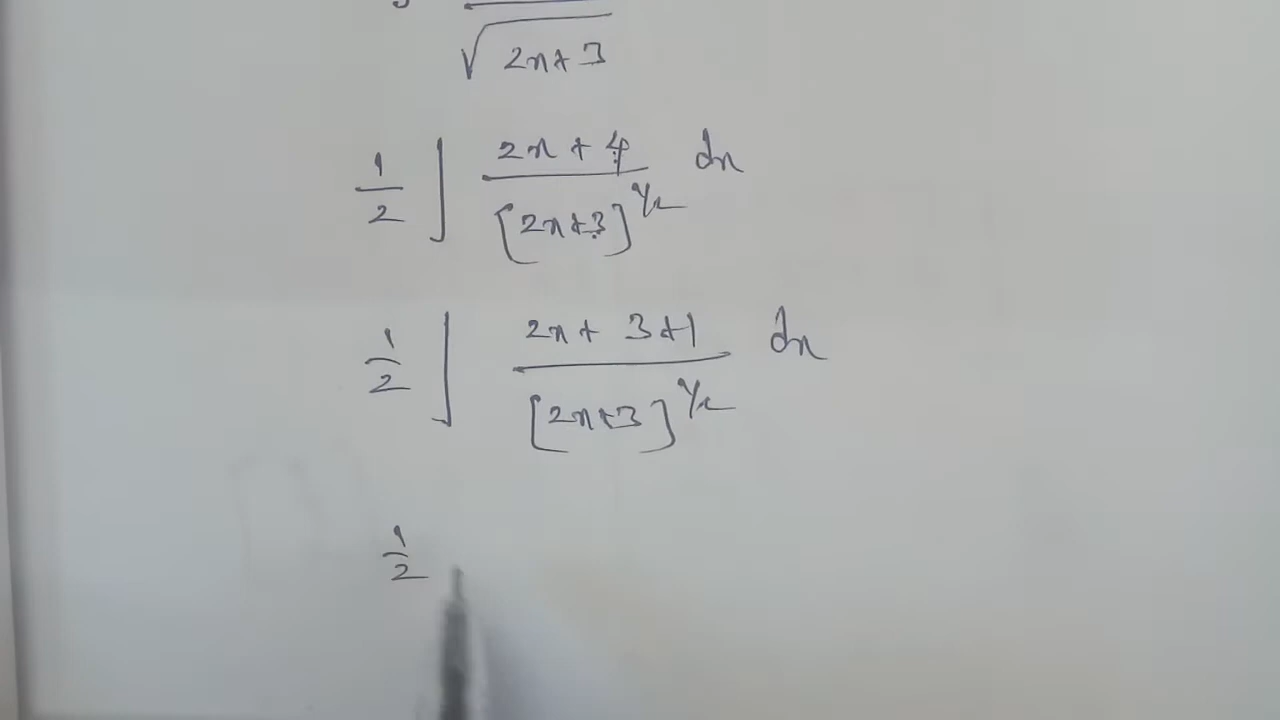 √(2x+3)
1/2 ∫ (2x + 4)/[2x+3]^(1/2) dx
1/2 ∫ (2x + 3+1)/[2x+3]^(1/2) dx
1/2